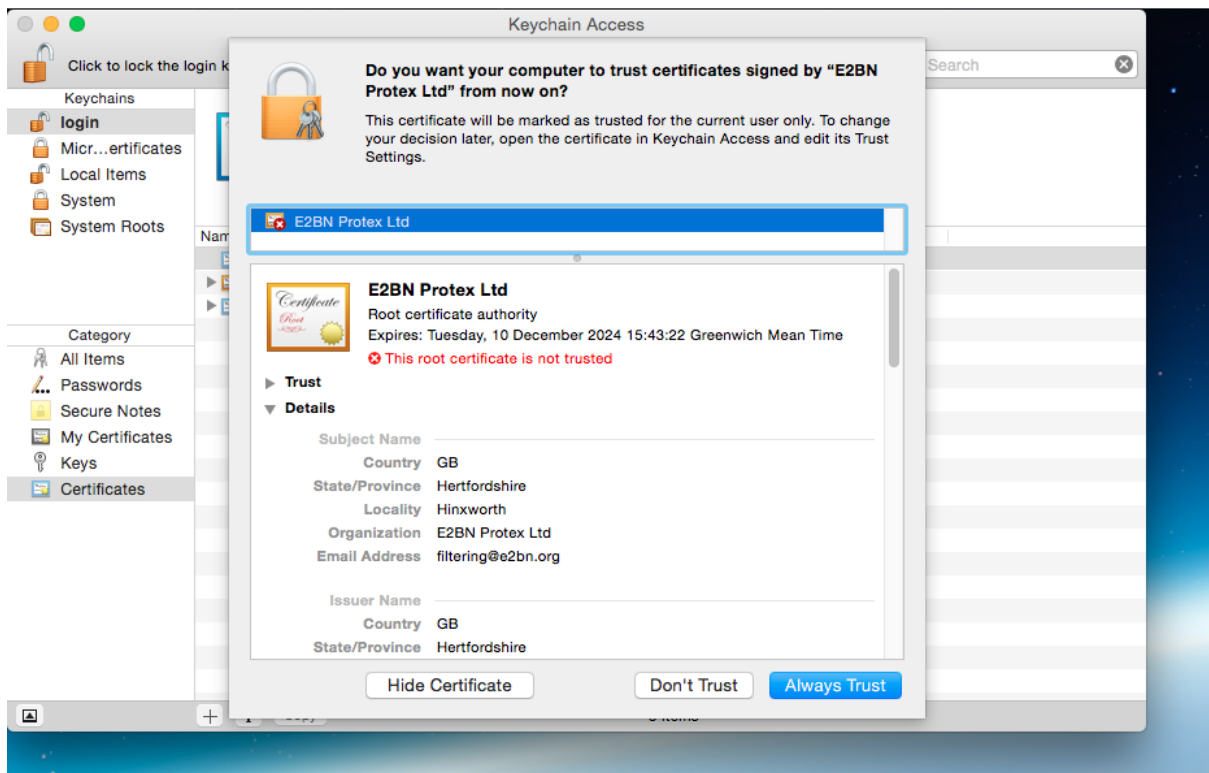 Keychain Access
Click to lock the login k
Search
Keychains
login
Micr...ertificates
Local Items
System
System Roots
Category
All Items
Passwords
Secure Notes
My Certificates
Keys
Certificates
Nam
Do you want your computer to trust certificates signed by “E2BN
Protex Ltd” from now on?
This certificate will be marked as trusted for the current user only. To change
your decision later, open the certificate in Keychain Access and edit its Trust
Settings.
E2BN Protex Ltd
Certificate
Root
E2BN Protex Ltd
Root certificate authority
Expires: Tuesday, 10 December 2024 15:43:22 Greenwich Mean Time
This root certificate is not trusted
Trust
Details
Subject Name
Country GB
State/Province Hertfordshire
Locality Hinxworth
Organization E2BN Protex Ltd
Email Address filtering@e2bn.org
Issuer Name
Country GB
State/Province Hertfordshire
Hide Certificate
Don't Trust
Always Trust